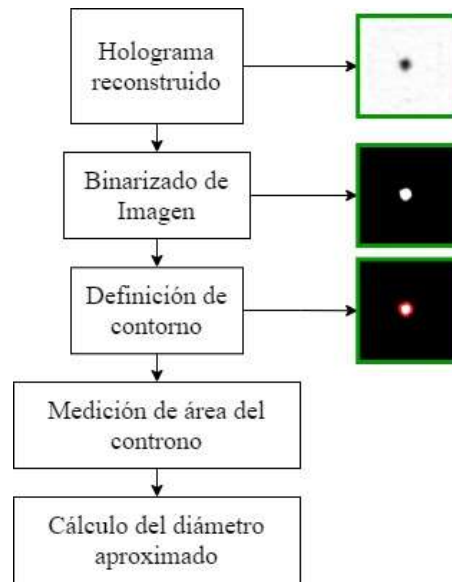 Holograma
reconstruido
Binarizado de
Imagen
Definición de
contorno
Medición de área del
controno
Cálculo del diámetro
aproximado